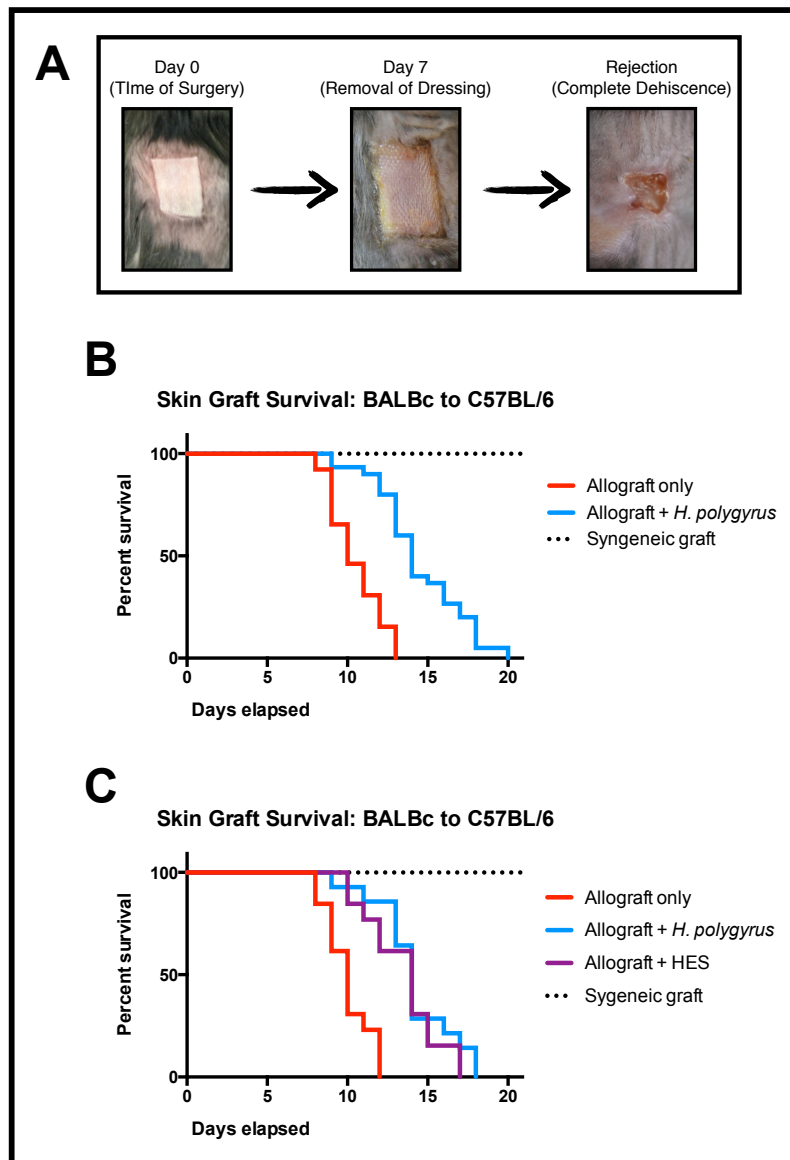 A
Day 0
(TIme of Surgery)
Day 7
(Removal of Dressing)
Rejection
(Complete Dehiscence)
B
Skin Graft Survival: BALBc to C57BL/6
Percent survival
100
50
0
0 5 10 15 20
Days elapsed
Allograft only
Allograft + H. polygyrus
Syngeneic graft
C
Skin Graft Survival: BALBc to C57BL/6
Percent survival
100
50
0
0 5 10 15 20
Days elapsed
Allograft only
Allograft + H. polygyrus
Allograft + HES
Sygeneic graft